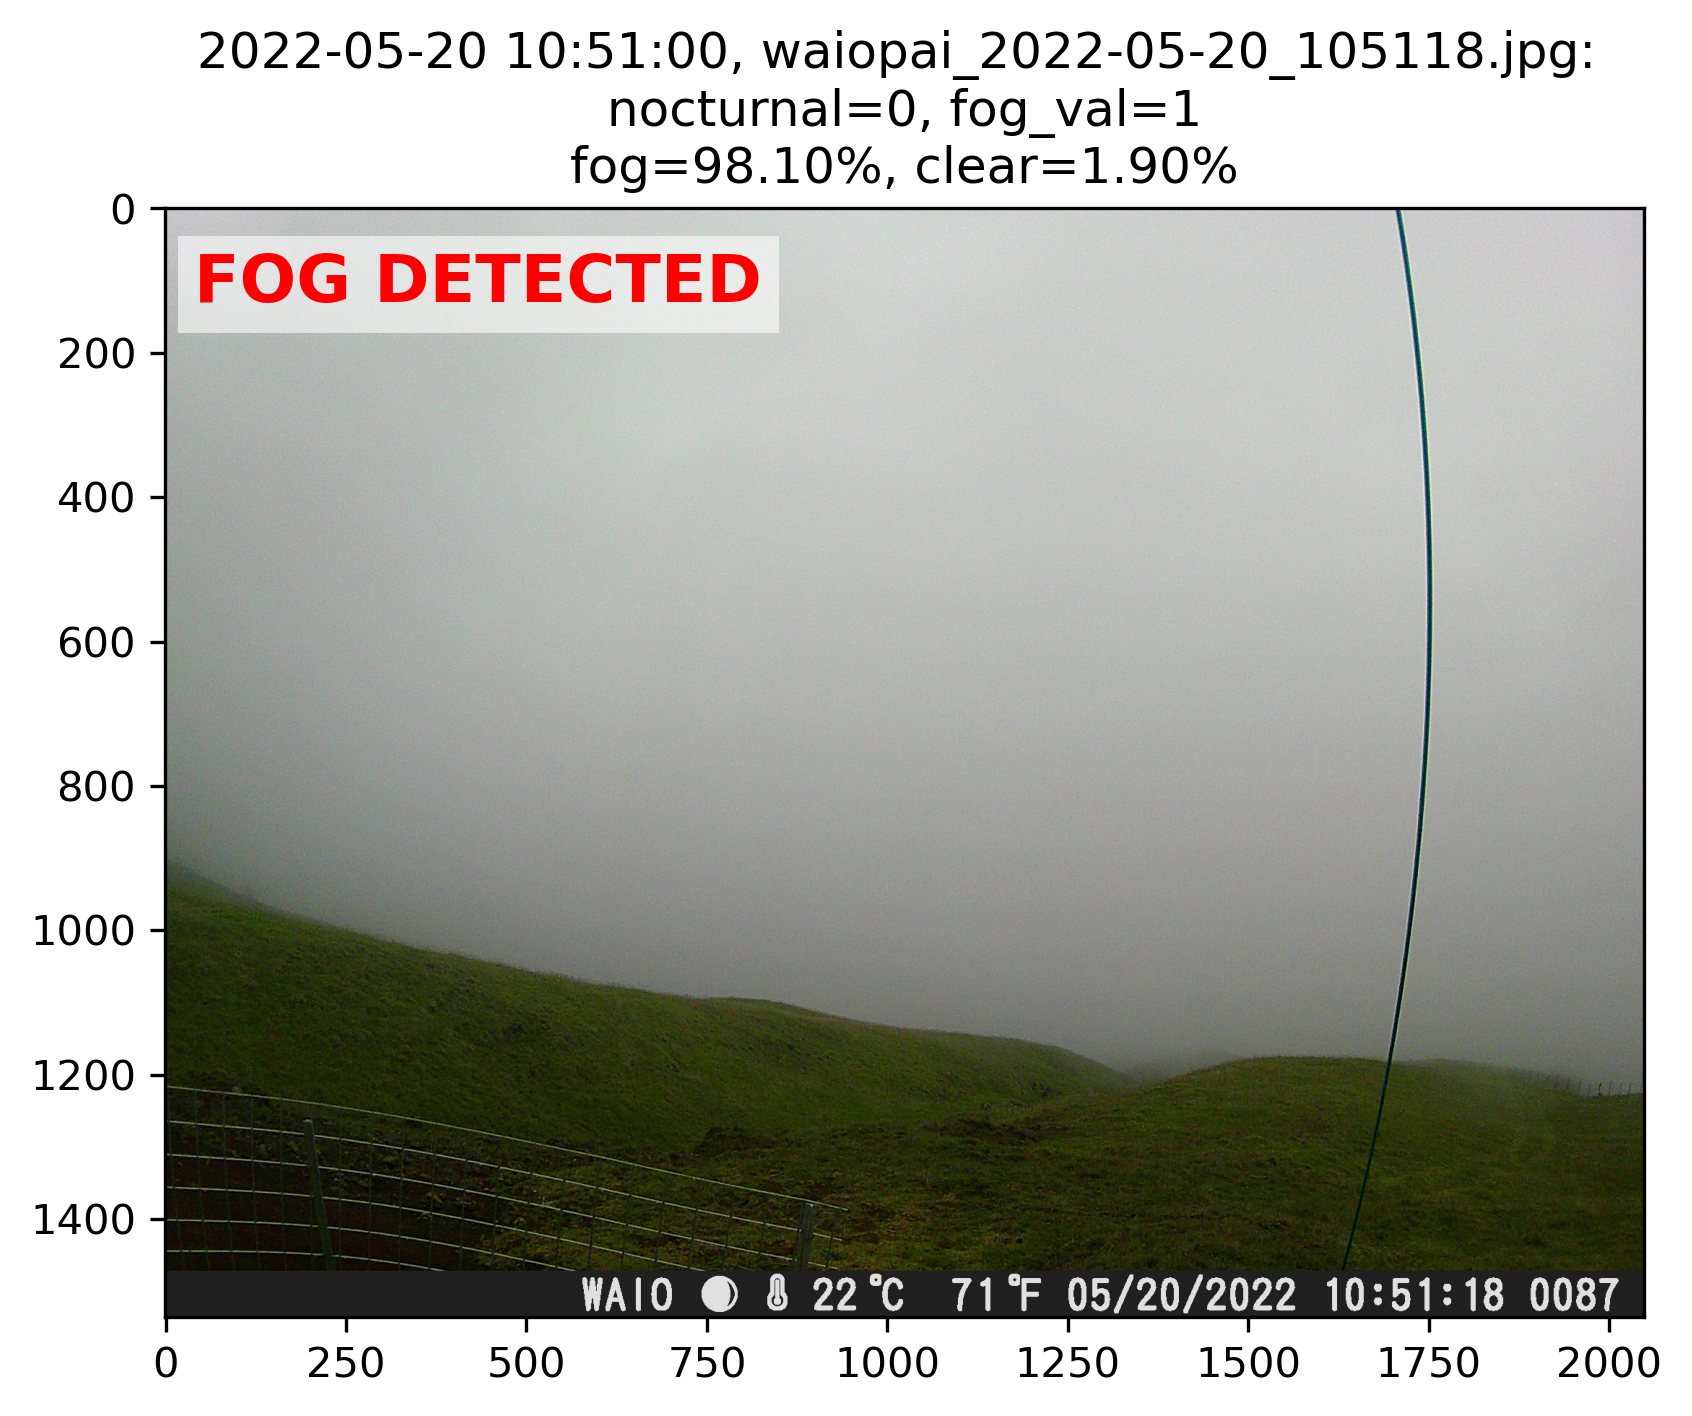 2022-05-20 10:51:00, waiopai_2022-05-20_105118.jpg:
nocturnal=0, fog_val=1
fog=98.10%, clear=1.90%
0
FOG DETECTED
200
400
600
800
1000
1200
1400
WAIO 22°C 71°F 05/20/2022 10:51:18 0087
0 250 500 750 1000 1250 1500 1750 2000